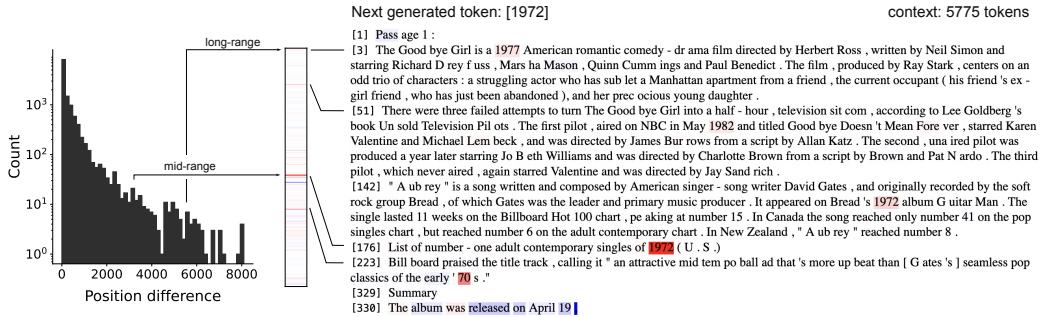 Next generated token: [1972]
context: 5775 tokens
long-range
mid-range
Count
10³
10²
10¹
10⁰
0 2000 4000 6000 8000
Position difference
[1] Pass age 1 :
[3] The Good bye Girl is a 1977 American romantic comedy - dr ama film directed by Herbert Ross , written by Neil Simon and
starring Richard D rey f uss , Mars ha Mason , Quinn Cumm ings and Paul Benedict . The film , produced by Ray Stark , centers on an
odd trio of characters : a struggling actor who has sub let a Manhattan apartment from a friend , the current occupant ( his friend 's ex -
girl friend , who has just been abandoned ), and her prec ocious young daughter .
[51] There were three failed attempts to turn The Good bye Girl into a half - hour , television sit com , according to Lee Goldberg 's
book Un sold Television Pil ots . The first pilot , aired on NBC in May 1982 and titled Good bye Doesn 't Mean Fore ver , starred Karen
Valentine and Michael Lem beck , and was directed by James Bur rows from a script by Allan Katz . The second , una ired pilot was
produced a year later starring Jo B eth Williams and was directed by Charlotte Brown from a script by Brown and Pat N ardo . The third
pilot , which never aired , again starred Valentine and was directed by Jay Sand rich .
[142] " A ub rey " is a song written and composed by American singer - song writer David Gates , and originally recorded by the soft
rock group Bread , of which Gates was the leader and primary music producer . It appeared on Bread 's 1972 album G uitar Man . The
single lasted 11 weeks on the Billboard Hot 100 chart , pe aking at number 15 . In Canada the song reached only number 41 on the pop
singles chart , but reached number 6 on the adult contemporary chart . In New Zealand , " A ub rey " reached number 8 .
[176] List of number - one adult contemporary singles of 1972 ( U . S .)
[223] Bill board praised the title track , calling it " an attractive mid tem po ball ad that 's more up beat than [ G ates 's ] seamless pop
classics of the early ' 70 s ."
[329] Summary
[330] The album was released on April 19